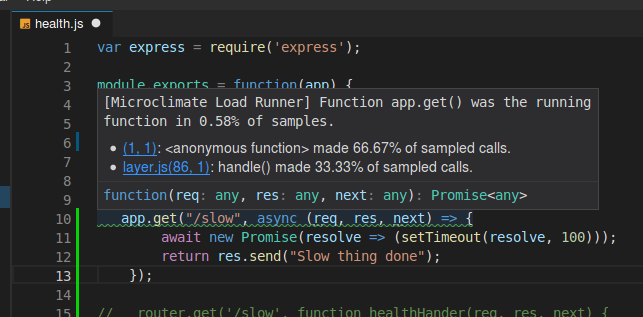 Help
JS health.js
1 var express = require('express');
2
3 module.exports = function(app) {
4 [Microclimate Load Runner] Function app.get() was the running
5 function in 0.58% of samples.
6 • (1, 1): <anonymous function> made 66.67% of sampled calls.
7 • layer.js(86, 1): handle() made 33.33% of sampled calls.
8
9 function(req: any, res: any, next: any): Promise<any>
10 app.get("/slow", async (req, res, next) => {
11 await new Promise(resolve => (setTimeout(resolve, 100)));
12 return res.send("Slow thing done");
13 });
14
15 // router.get('/slow', function healthHander(req, res, next) {